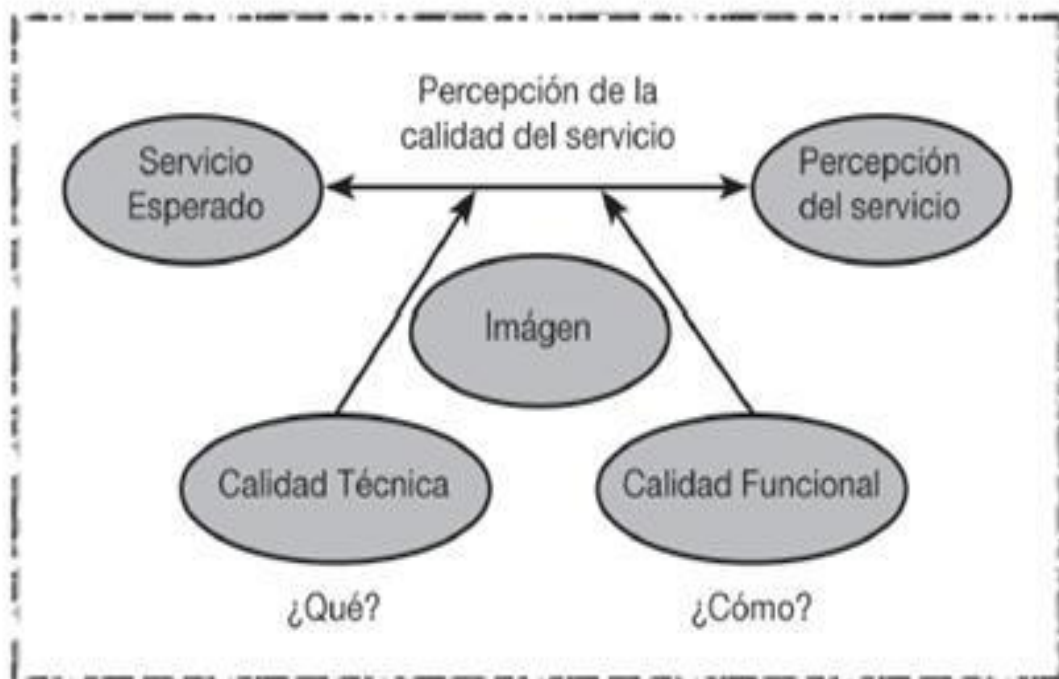 Percepción de la
calidad del servicio
Servicio
Esperado
Percepción
del servicio
Imágen
Calidad Técnica
Calidad Funcional
¿Qué?
¿Cómo?